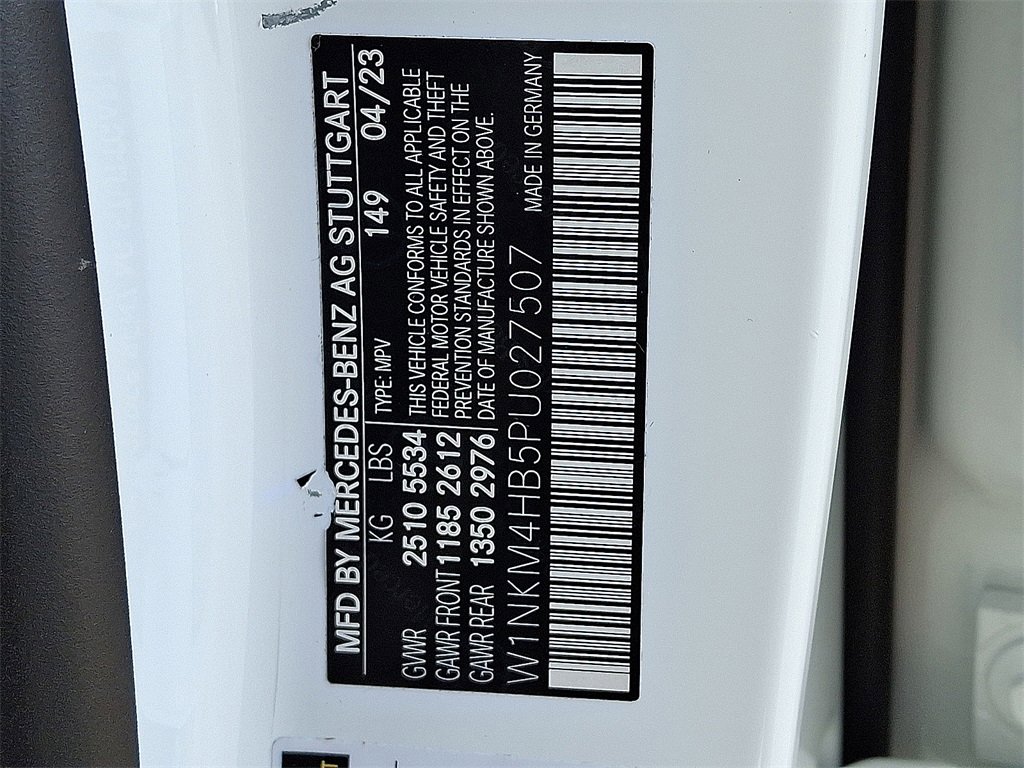 MFD BY MERCEDES-BENZ AG STUTTGART
KG LBS TYPE: MPV 149 04/23
GVWR 2510 5534 THIS VEHICLE CONFORMS TO ALL APPLICABLE
GAWR FRONT 1185 2612 FEDERAL MOTOR VEHICLE SAFETY AND THEFT
GAWR REAR 1350 2976 PREVENTION STANDARDS IN EFFECT ON THE
DATE OF MANUFACTURE SHOWN ABOVE.
W1NKM4HB5PU027507 MADE IN GERMANY